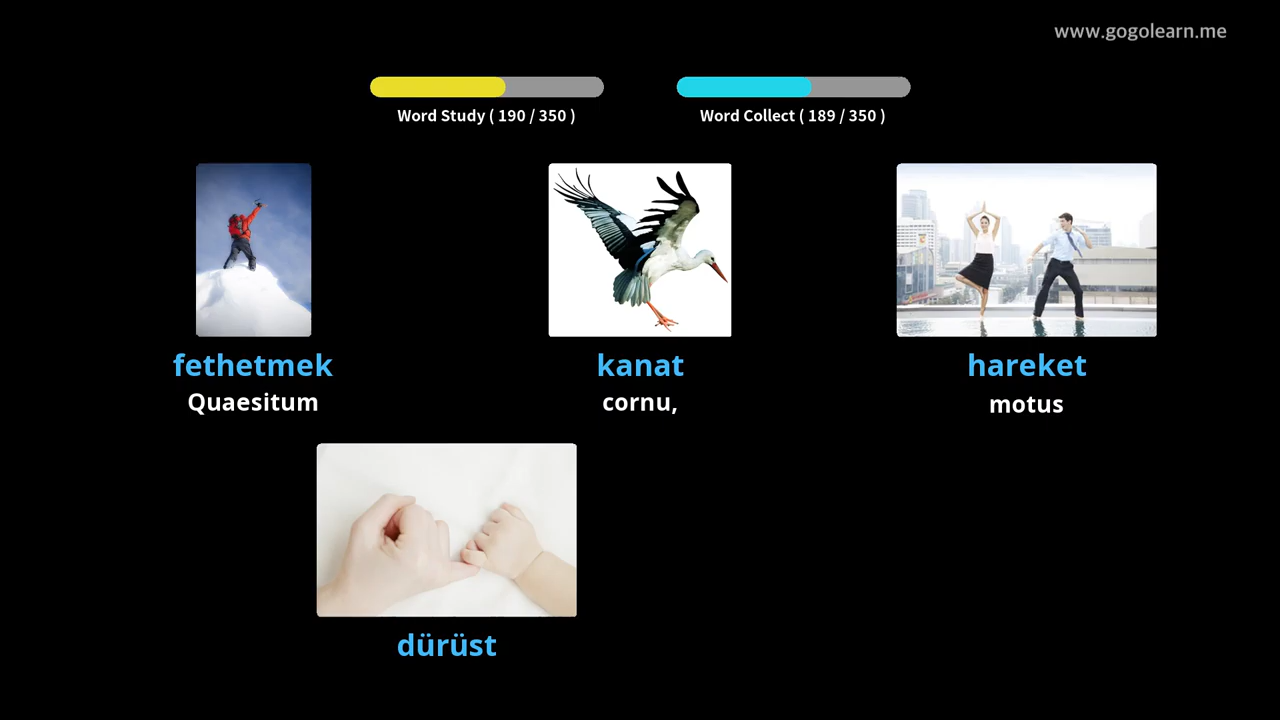 www.gogolearn.me
Word Study ( 190 / 350 )
Word Collect ( 189 / 350 )
fethetmek
Quaesitum
kanat
cornu,
hareket
motus
dürüst